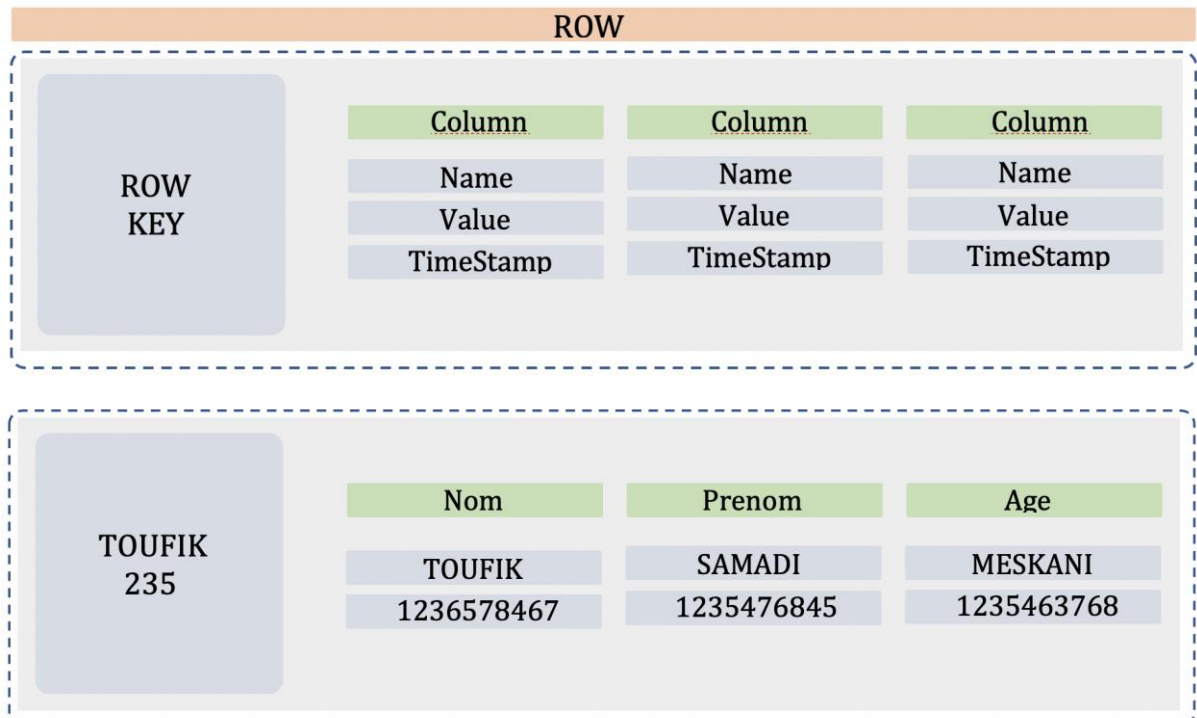 ROW
ROW
KEY
Column Column Column
Name Name Name
Value Value Value
TimeStamp TimeStamp TimeStamp
TOUFIK
235
Nom Prenom Age
TOUFIK SAMADI MESKANI
1236578467 1235476845 1235463768